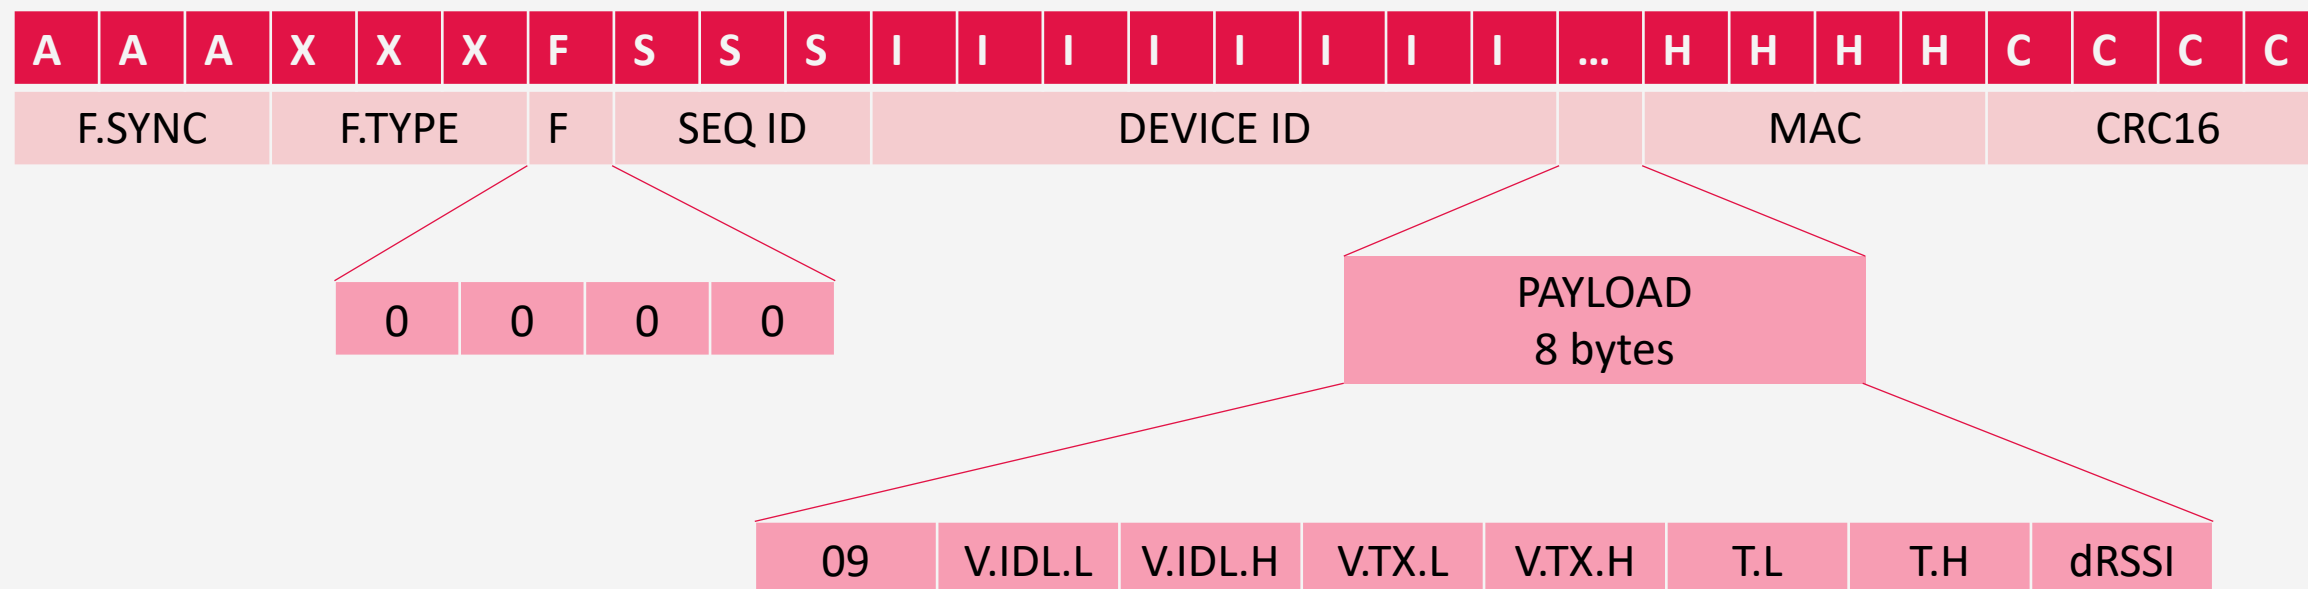 A A A X X X F S S S I I I I I I I I ... H H H H C C C C
F.SYNC F.TYPE F SEQ ID DEVICE ID MAC CRC16
0 0 0 0
PAYLOAD
8 bytes
09 V.IDL.L V.IDL.H V.TX.L V.TX.H T.L T.H dRSSI